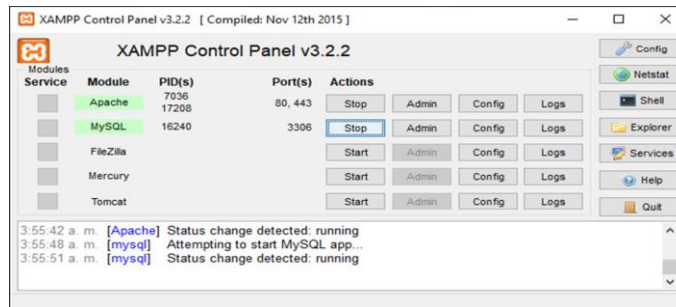 XAMPP Control Panel v3.2.2 [ Compiled: Nov 12th 2015 ]
XAMPP Control Panel v3.2.2
Config
Modules
Service Module PID(s) Port(s) Actions
Netstat
Apache 7036 17208 80, 443 Stop Admin Config Logs
Shell
MySQL 16240 3306 Stop Admin Config Logs
Explorer
FileZilla Start Admin Config Logs
Services
Mercury Start Admin Config Logs
Help
Tomcat Start Admin Config Logs
Quit
3:55:42 a. m. [Apache] Status change detected: running
3:55:48 a. m. [mysql] Attempting to start MySQL app...
3:55:51 a. m. [mysql] Status change detected: running